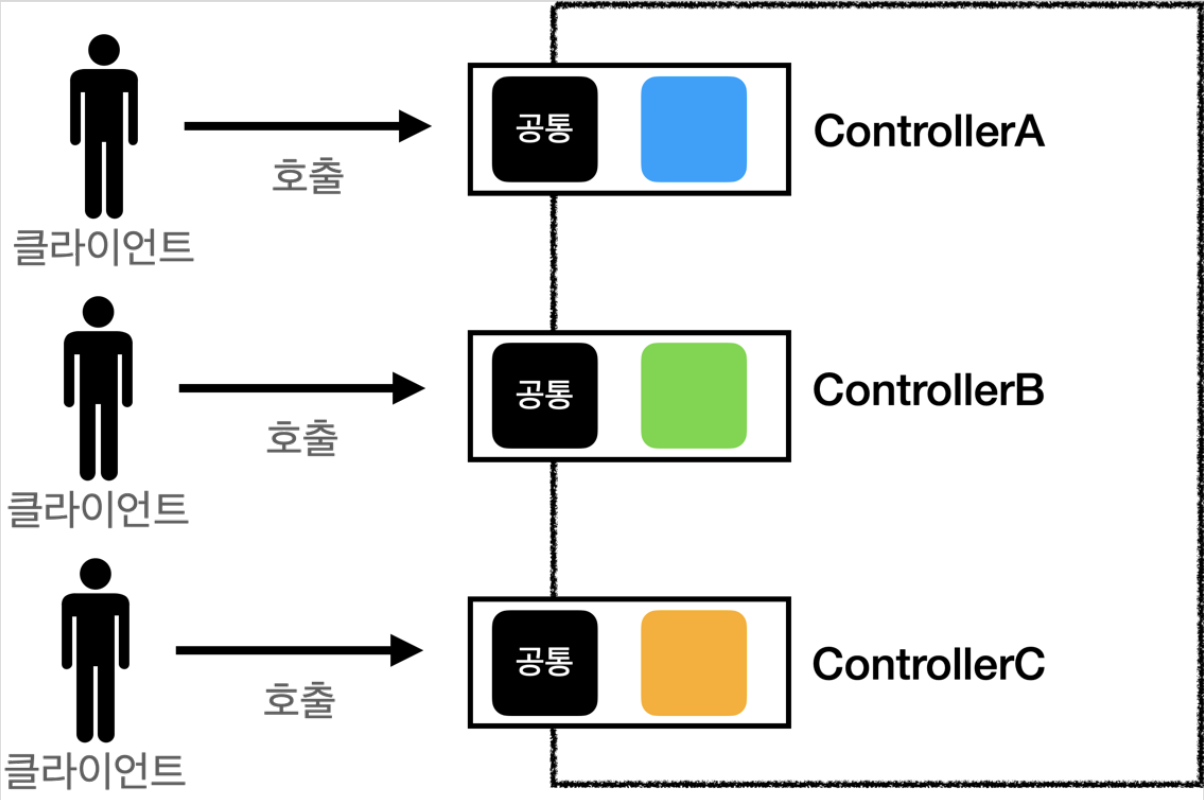 공통
ControllerA
호출
클라이언트
공통
ControllerB
호출
클라이언트
공통
ControllerC
호출
클라이언트